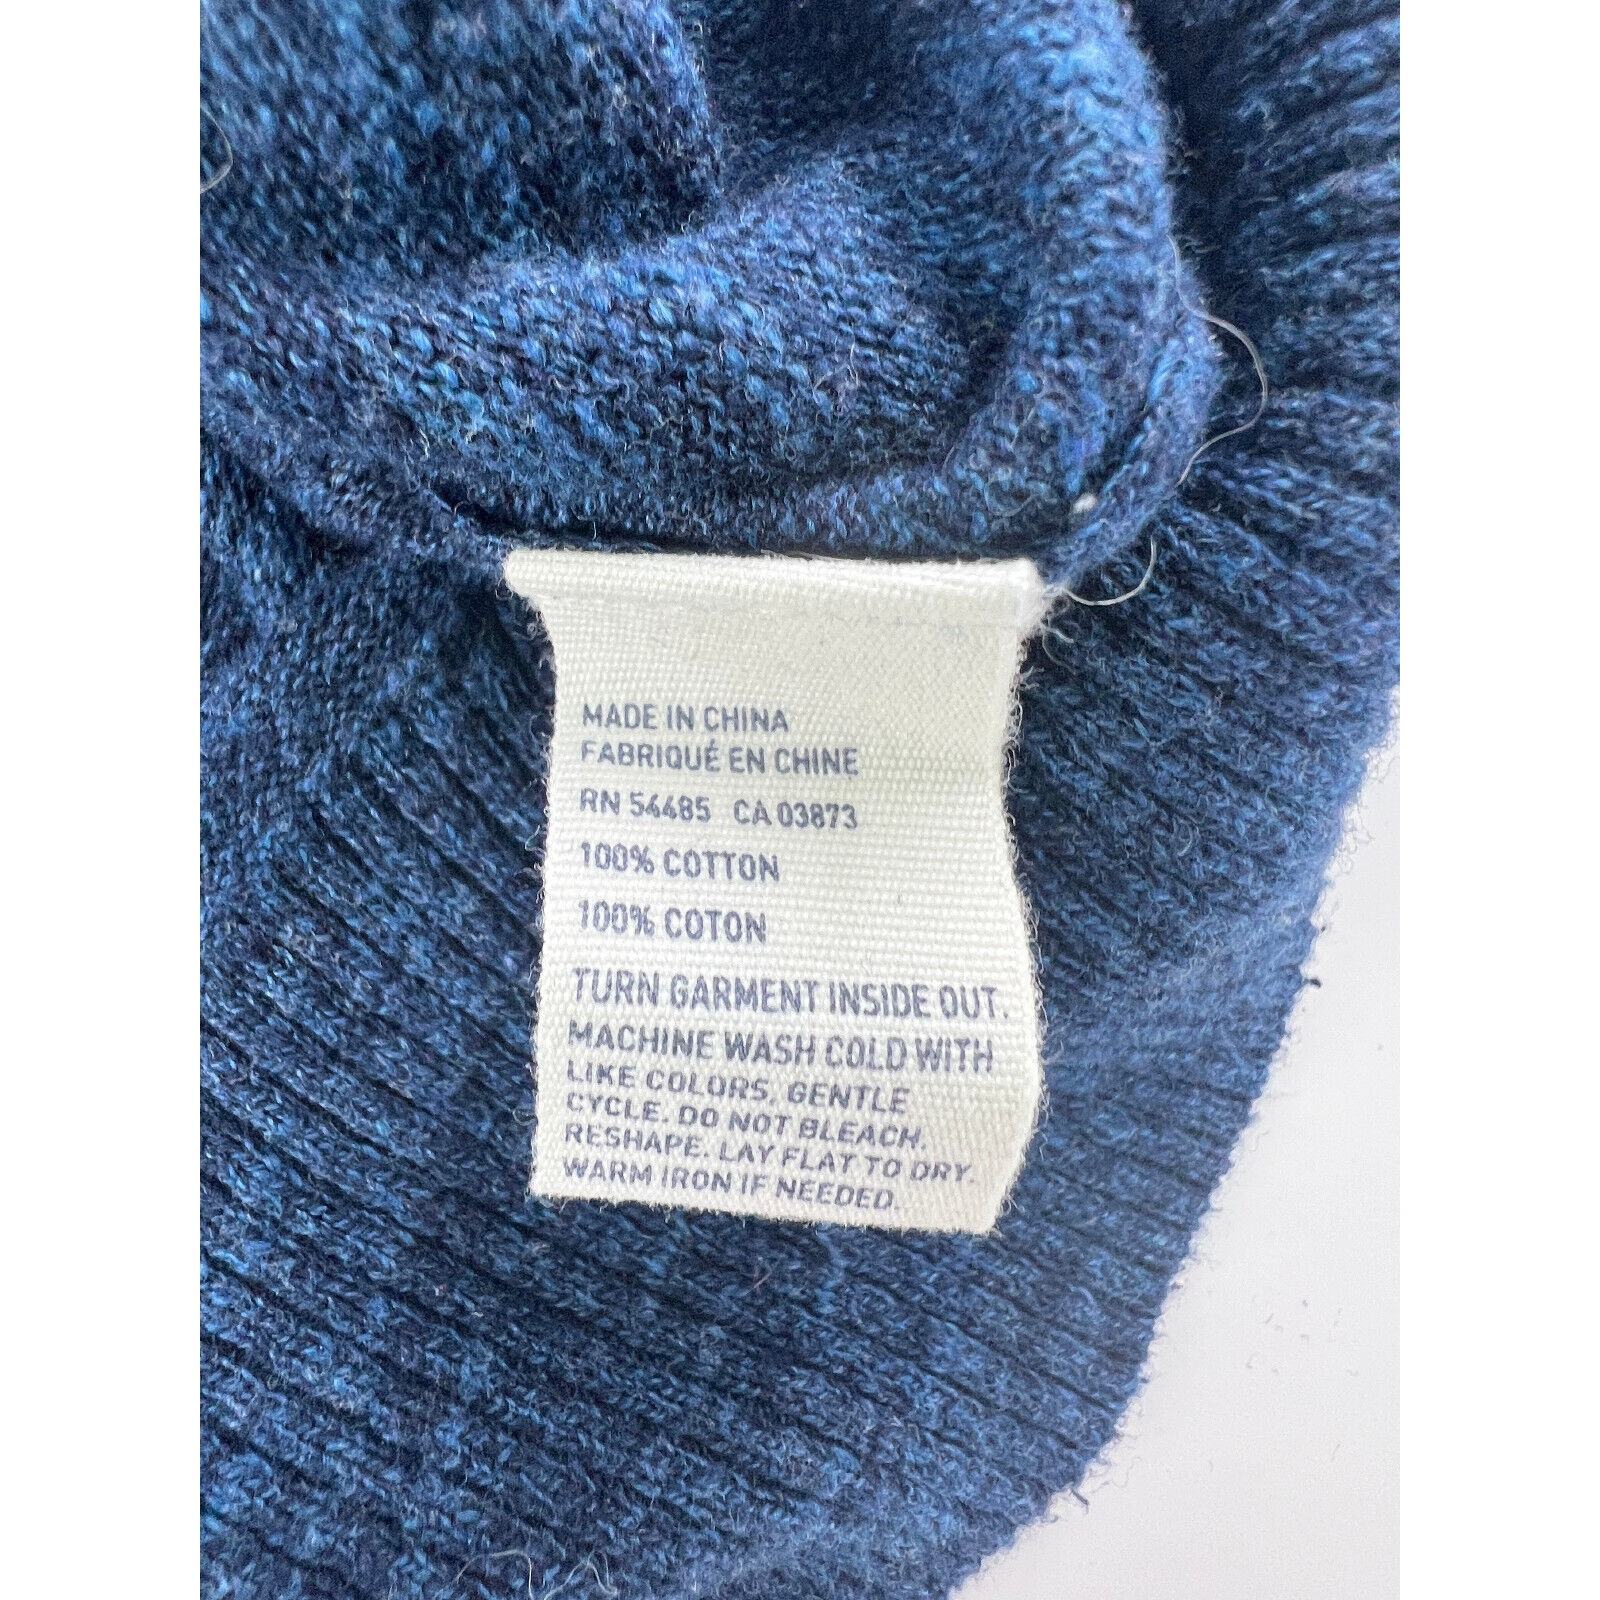 MADE IN CHINA
FABRIQUÉ EN CHINE
RN 54485 CA 03873
100% COTTON
100% COTON
TURN GARMENT INSIDE OUT.
MACHINE WASH COLD WITH
LIKE COLORS, GENTLE
CYCLE. DO NOT BLEACH.
RESHAPE. LAY FLAT TO DRY.
WARM IRON IF NEEDED.